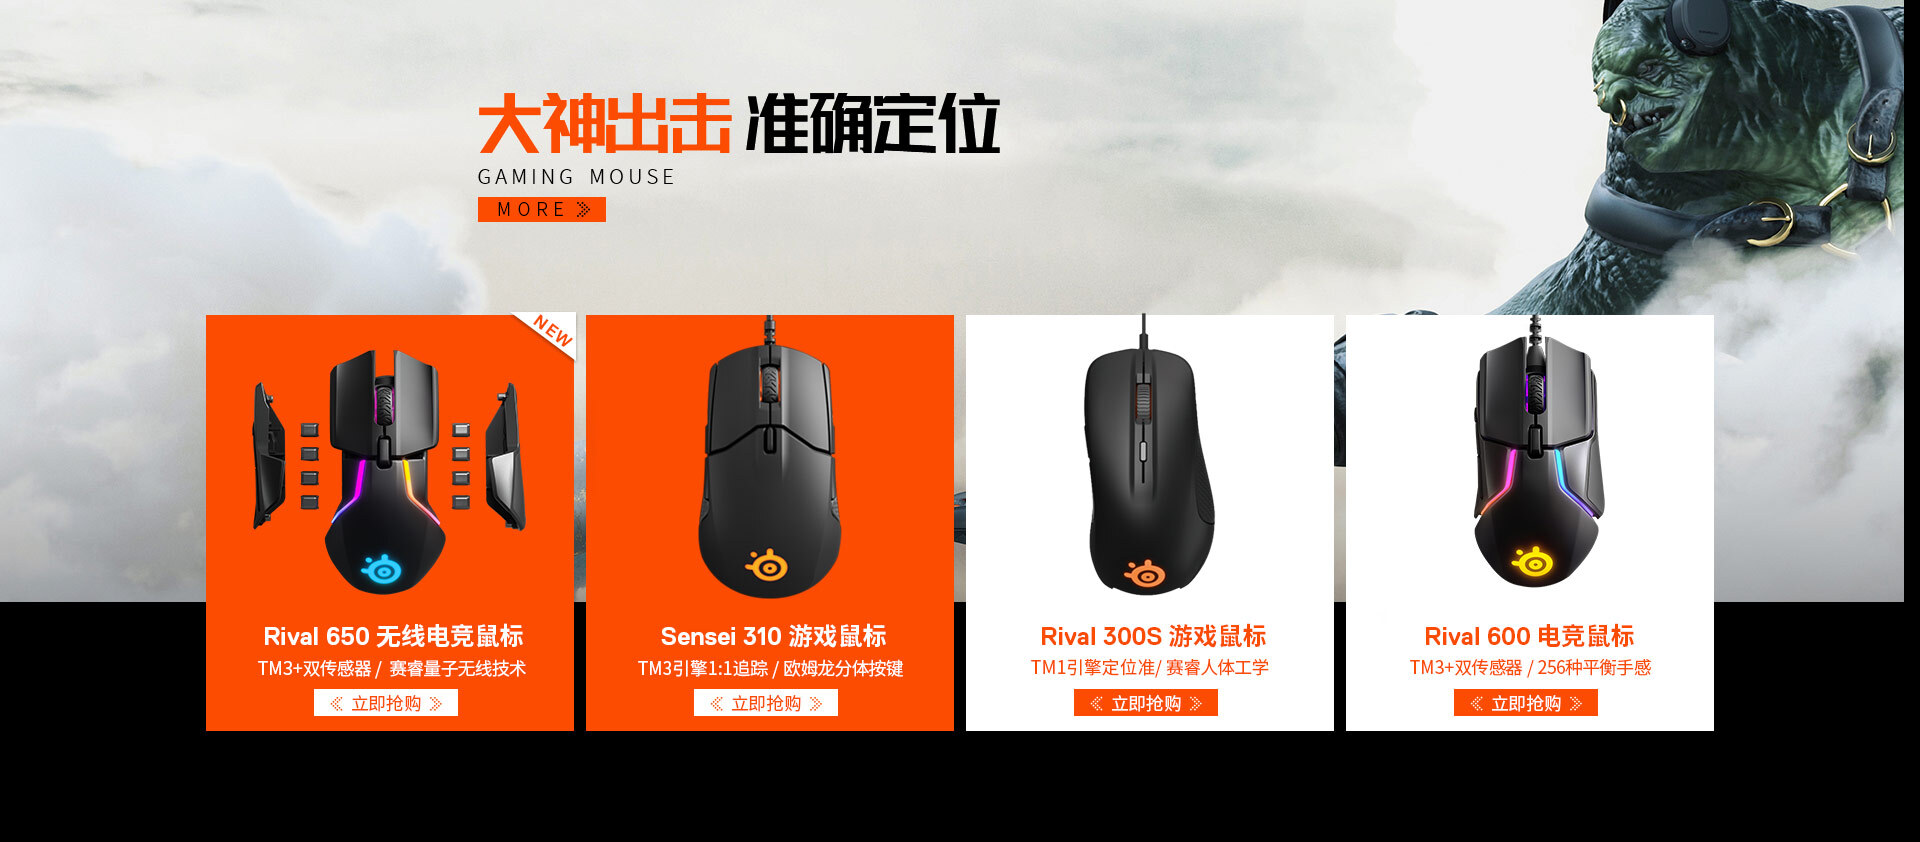 大神出击 准确定位
GAMING MOUSE
MORE
NEW
Rival 650 无线电竞鼠标
TM3+双传感器 / 赛睿量子无线技术
立即抢购
Sensei 310 游戏鼠标
TM3引擎1:1追踪 / 欧姆龙分体按键
立即抢购
Rival 300S 游戏鼠标
TM1引擎定位准/ 赛睿人体工学
立即抢购
Rival 600 电竞鼠标
TM3+双传感器 / 256种平衡手感
立即抢购